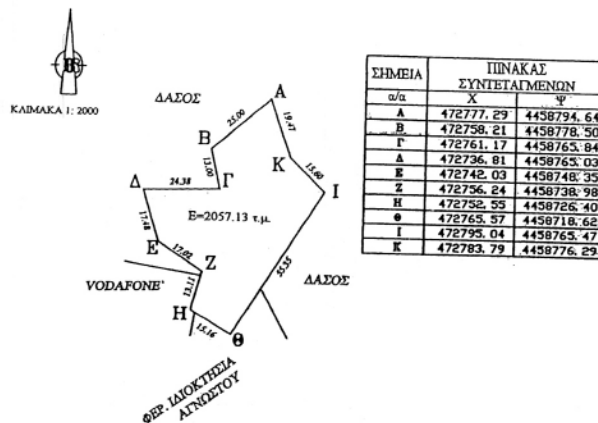 Β
ΚΛΙΜΑΚΑ 1: 2000
ΔΑΣΟΣ
Α
25.00
19.47
Β
13.00
Κ
15.60
Ι
Δ
24.38
Γ
17.48
Ε=2057.13 τ.μ.
Ε
17.02
Ζ
55.35
ΔΑΣΟΣ
VODAFONE'
13.11
Η
15.16
Θ
ΦΕΡ. ΙΔΙΟΚΤΗΣΙΑ
ΑΓΝΩΣΤΟΥ
ΣΗΜΕΙΑ ΠΙΝΑΚΑΣ
ΣΥΝΤΕΤΑΓΜΕΝΩΝ
α/α Χ Ψ
Α 472777, 29 4458794, 64
Β 472758, 21 4458778, 50
Γ 472761, 17 4458765, 84
Δ 472736, 81 4458765, 03
Ε 472742, 03 4458748, 35
Ζ 472756, 24 4458738, 98
Η 472752, 55 4458726, 40
Θ 472765, 57 4458718, 62
Ι 472795, 04 4458765, 47
Κ 472783, 79 4458776, 29